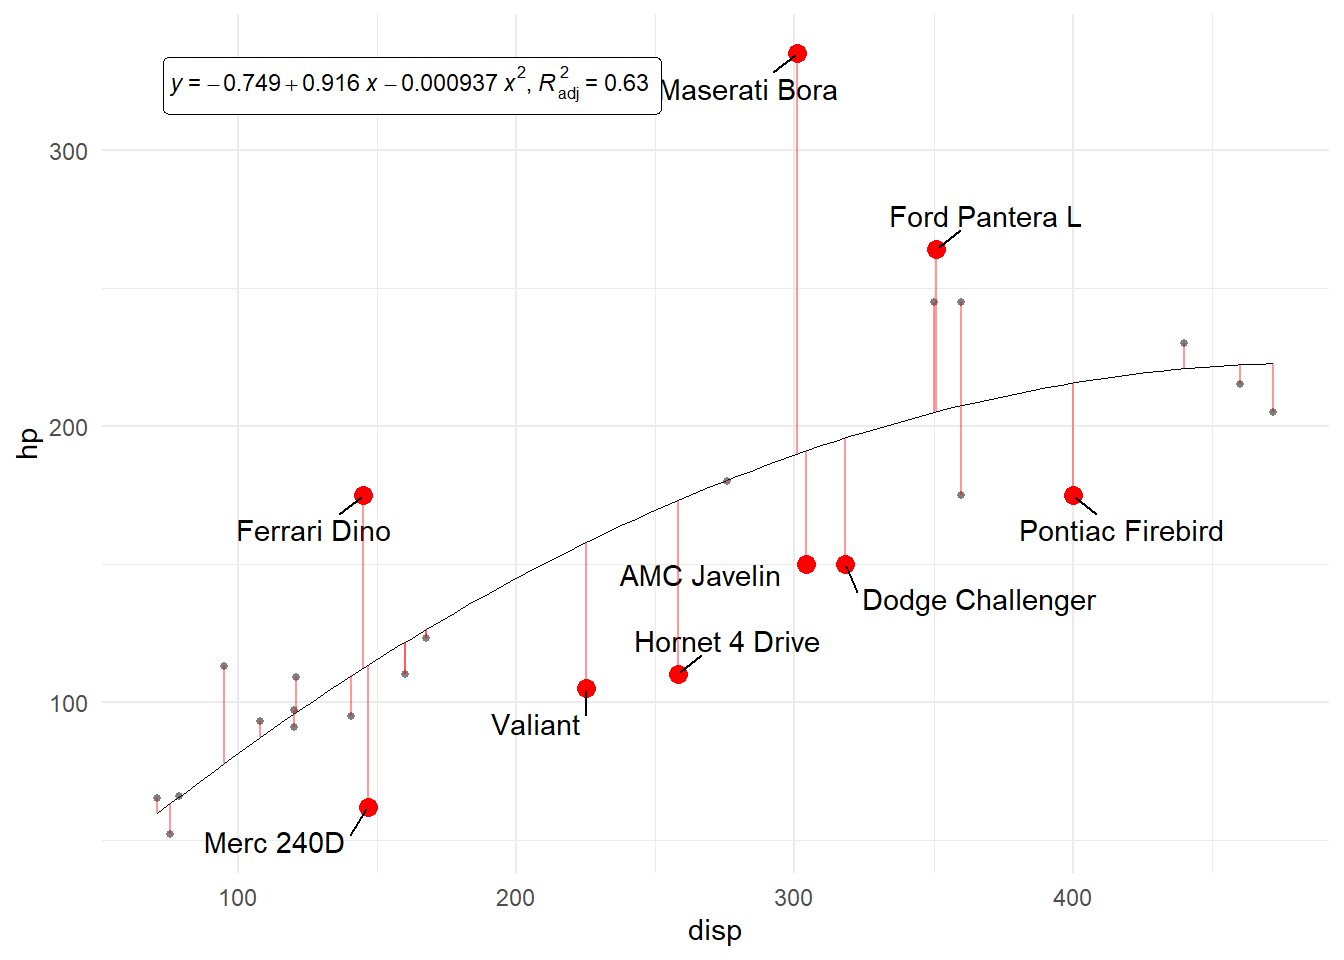 y = − 0.749 + 0.916 x − 0.000937 x², R²adj = 0.63
Maserati Bora
300
Ford Pantera L
hp
200
Ferrari Dino
Pontiac Firebird
AMC Javelin
Dodge Challenger
Hornet 4 Drive
100
Valiant
Merc 240D
100 200 300 400
disp